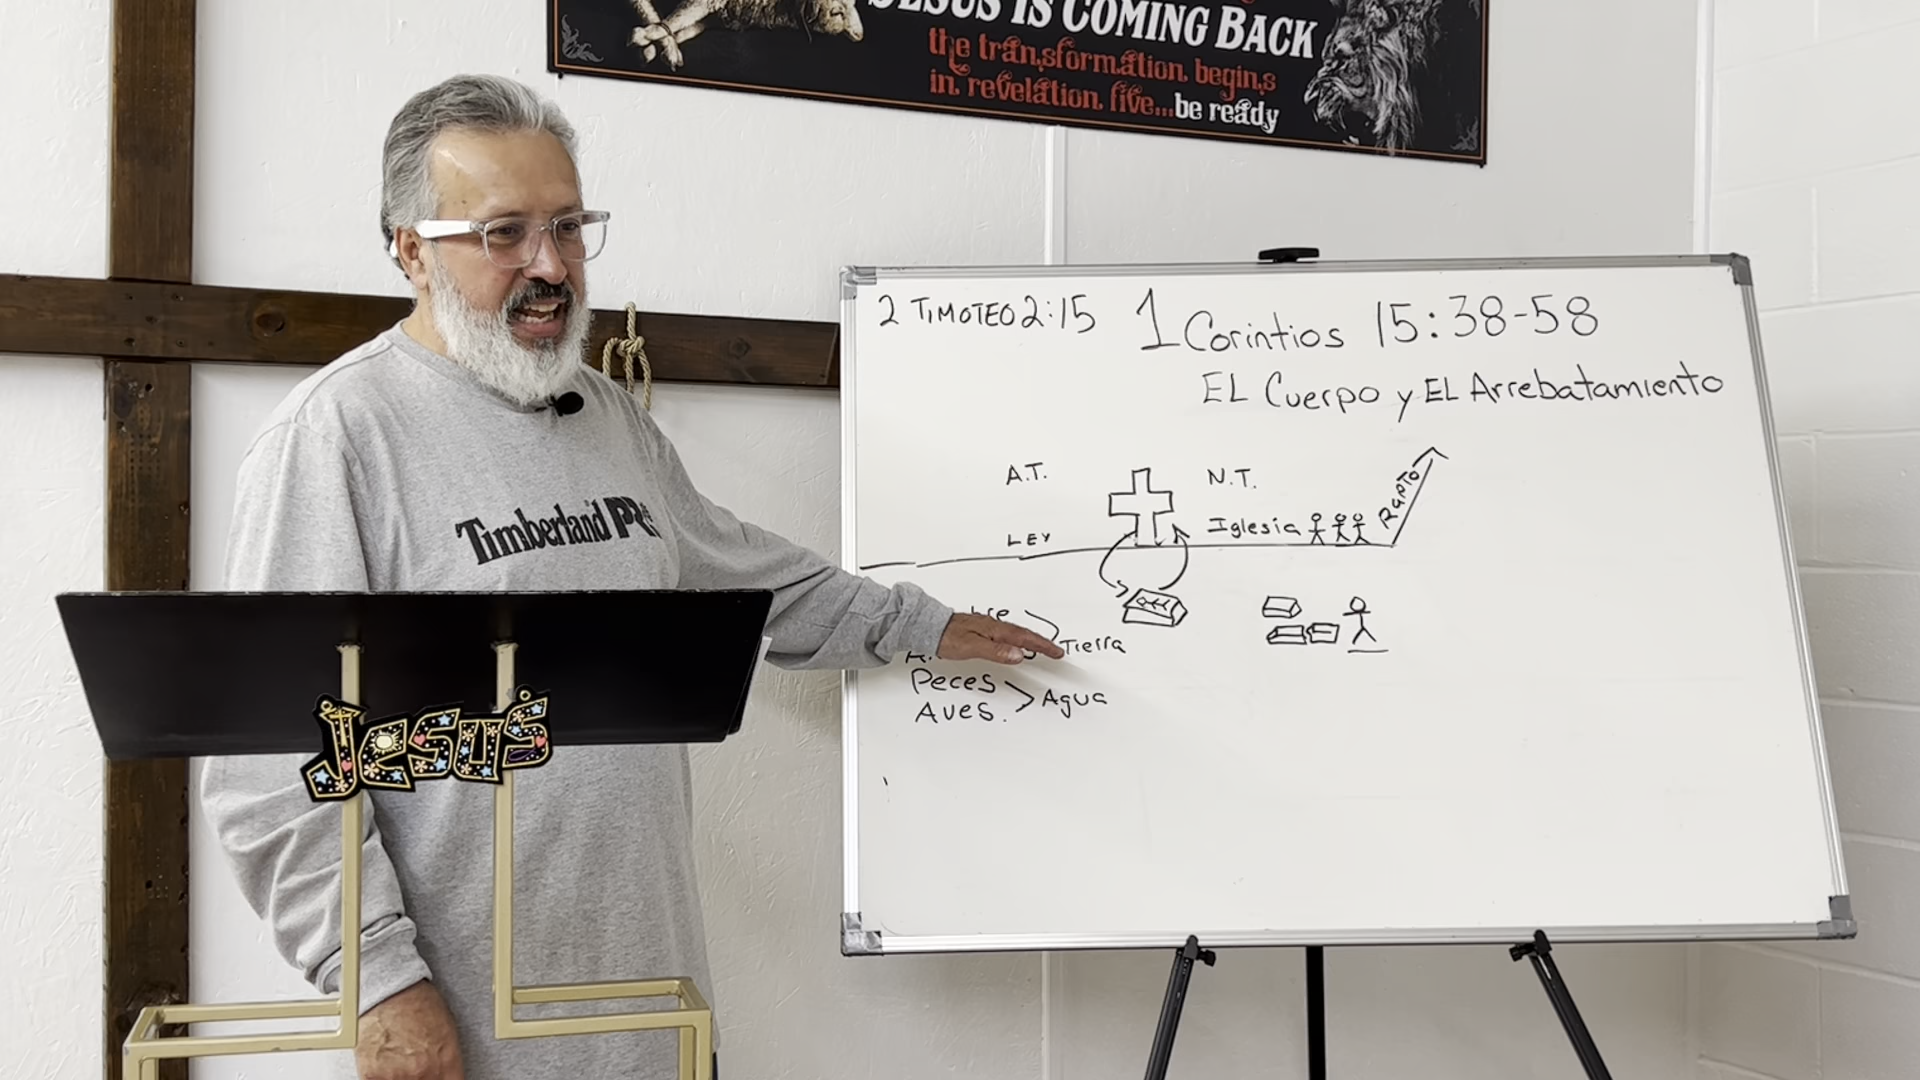 JESUS IS COMING BACK
the transformation begins
in revelation five...be ready
2 TIMOTEO 2:15
1 Corintios 15:38-58
EL Cuerpo y EL Arrebatamiento
A.T.
N.T.
LEY
Iglesia
Rapto
Tierra
Peces
Agua
Aves.
Timberland PR
Jesus